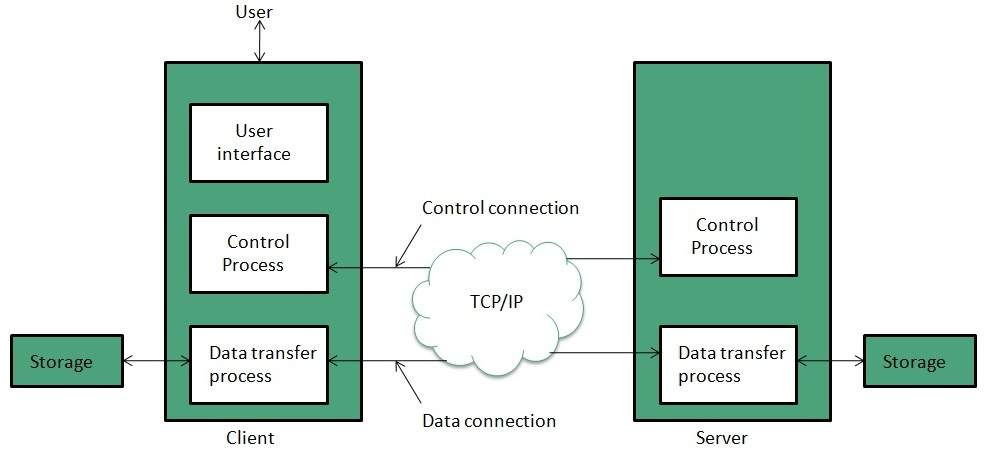 User
User
interface
Control connection
Control
Process
Control
Process
TCP/IP
Storage
Data transfer
process
Data transfer
process
Storage
Data connection
Client
Server